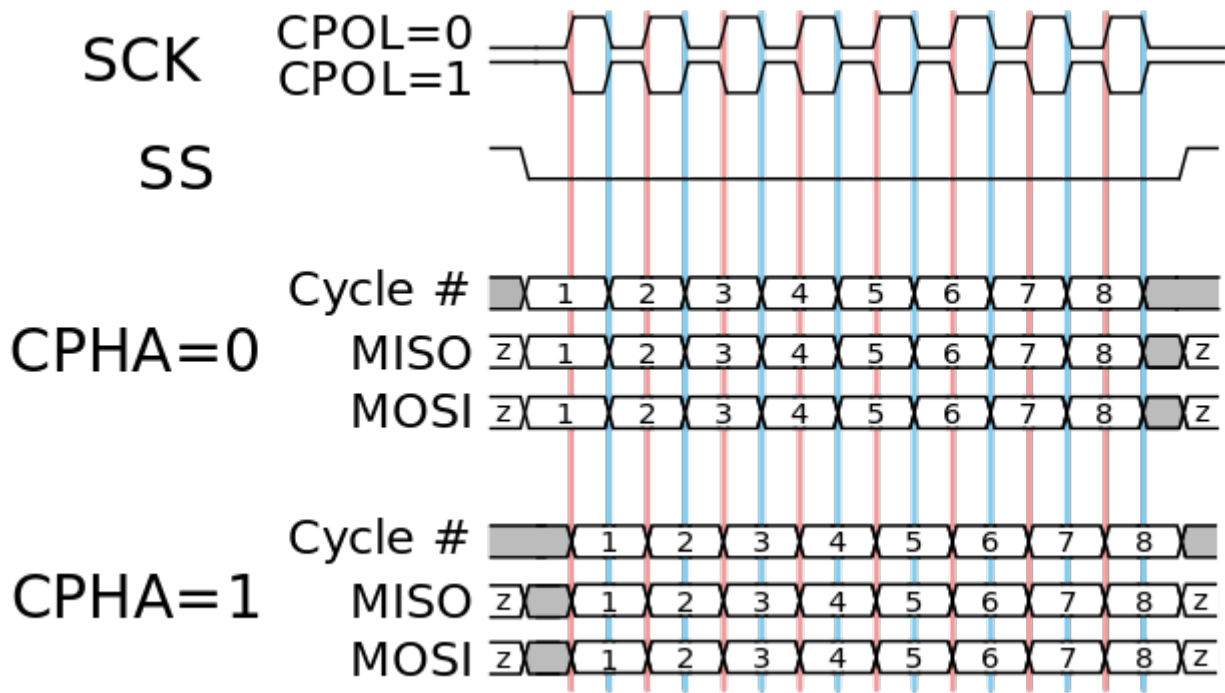 SCK CPOL=0
CPOL=1
SS
Cycle # 1 2 3 4 5 6 7 8
CPHA=0 MISO z 1 2 3 4 5 6 7 8 z
MOSI z 1 2 3 4 5 6 7 8 z
Cycle # 1 2 3 4 5 6 7 8
CPHA=1 MISO z 1 2 3 4 5 6 7 8 z
MOSI z 1 2 3 4 5 6 7 8 z